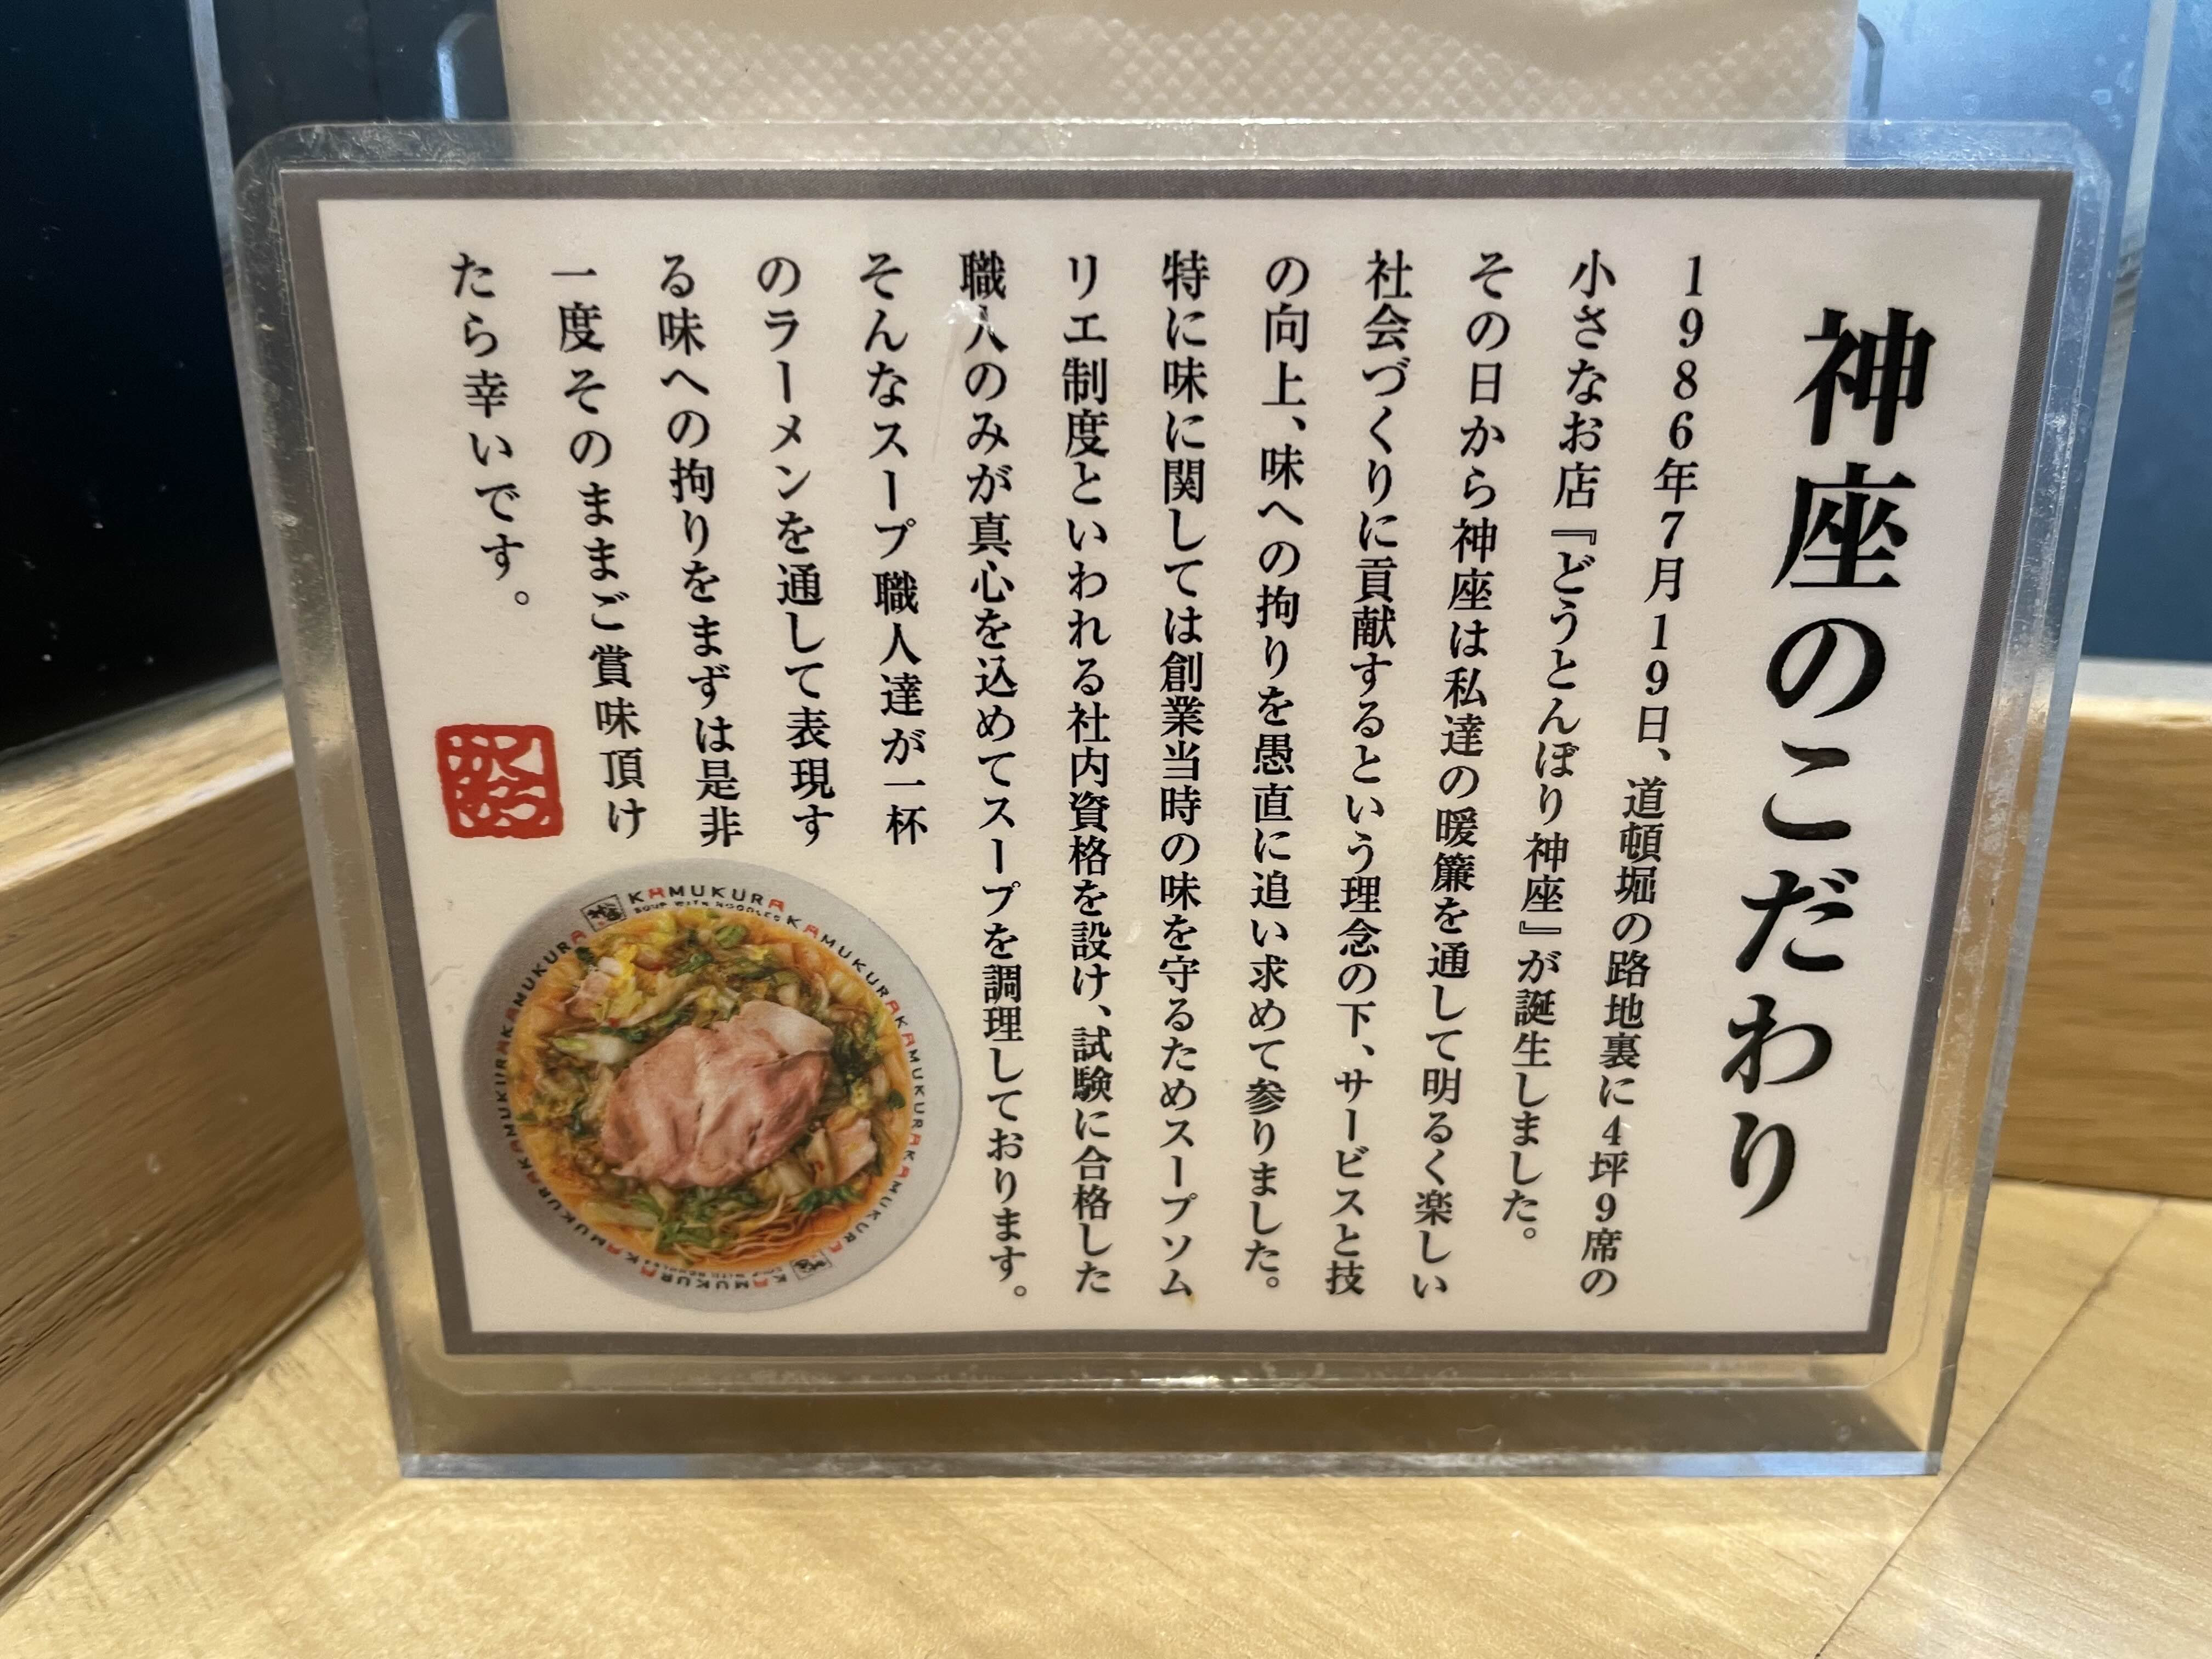 神座のこだわり
1986年7月19日、道頓堀の路地裏に4坪9席の
小さなお店『どうとんぼり神座』が誕生しました。
その日から神座は私達の暖簾を通して明るく楽しい
社会づくりに貢献するという理念の下、サービスと技
の向上、味への拘りを愚直に追い求めて参りました。
特に味に関しては創業当時の味を守るためスープソム
リエ制度といわれる社内資格を設け、試験に合格した
職人のみが真心を込めてスープを調理しております。
そんなスープ職人達が一杯
のラーメンを通して表現す
る味への拘りをまずは是非
一度そのままご賞味頂け
たら幸いです。
KAMUKURA
SOUP WITH NOODLES
KAMUKURA
KAMUKURA
KAMUKURA
KAMUKURA
KAMUKURA
KAMUKURA
KAMUKURA
KAMUKURA
KAMUKURA